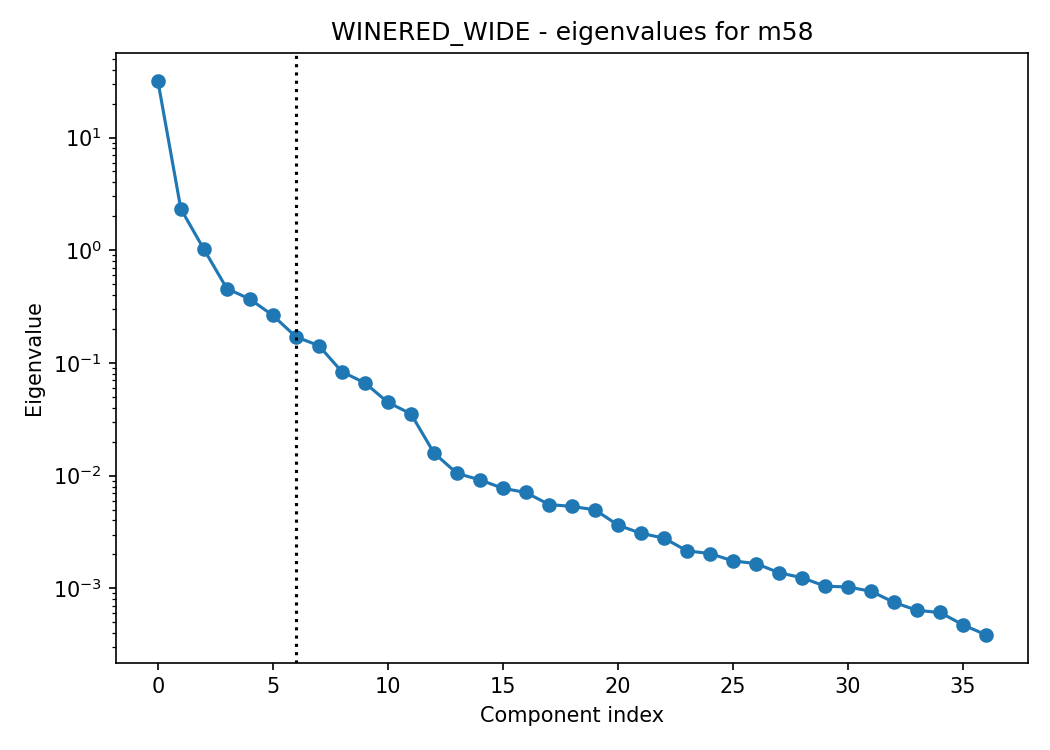 WINERED_WIDE - eigenvalues for m58
Eigenvalue
10¹
10⁰
10⁻¹
10⁻²
10⁻³
0 5 10 15 20 25 30 35
Component index